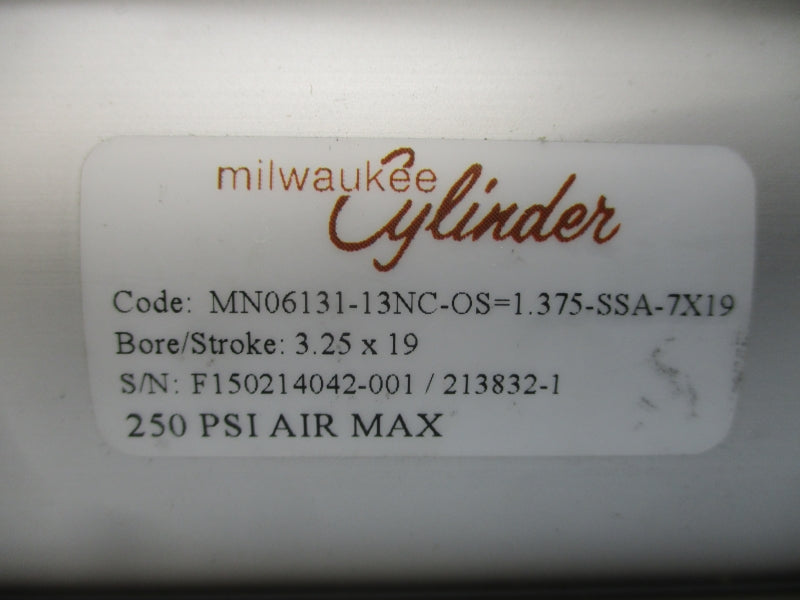 milwaukee Cylinder
Code: MN06131-13NC-OS=1.375-SSA-7X19
Bore/Stroke: 3.25 x 19
S/N: F150214042-001 / 213832-1
250 PSI AIR MAX